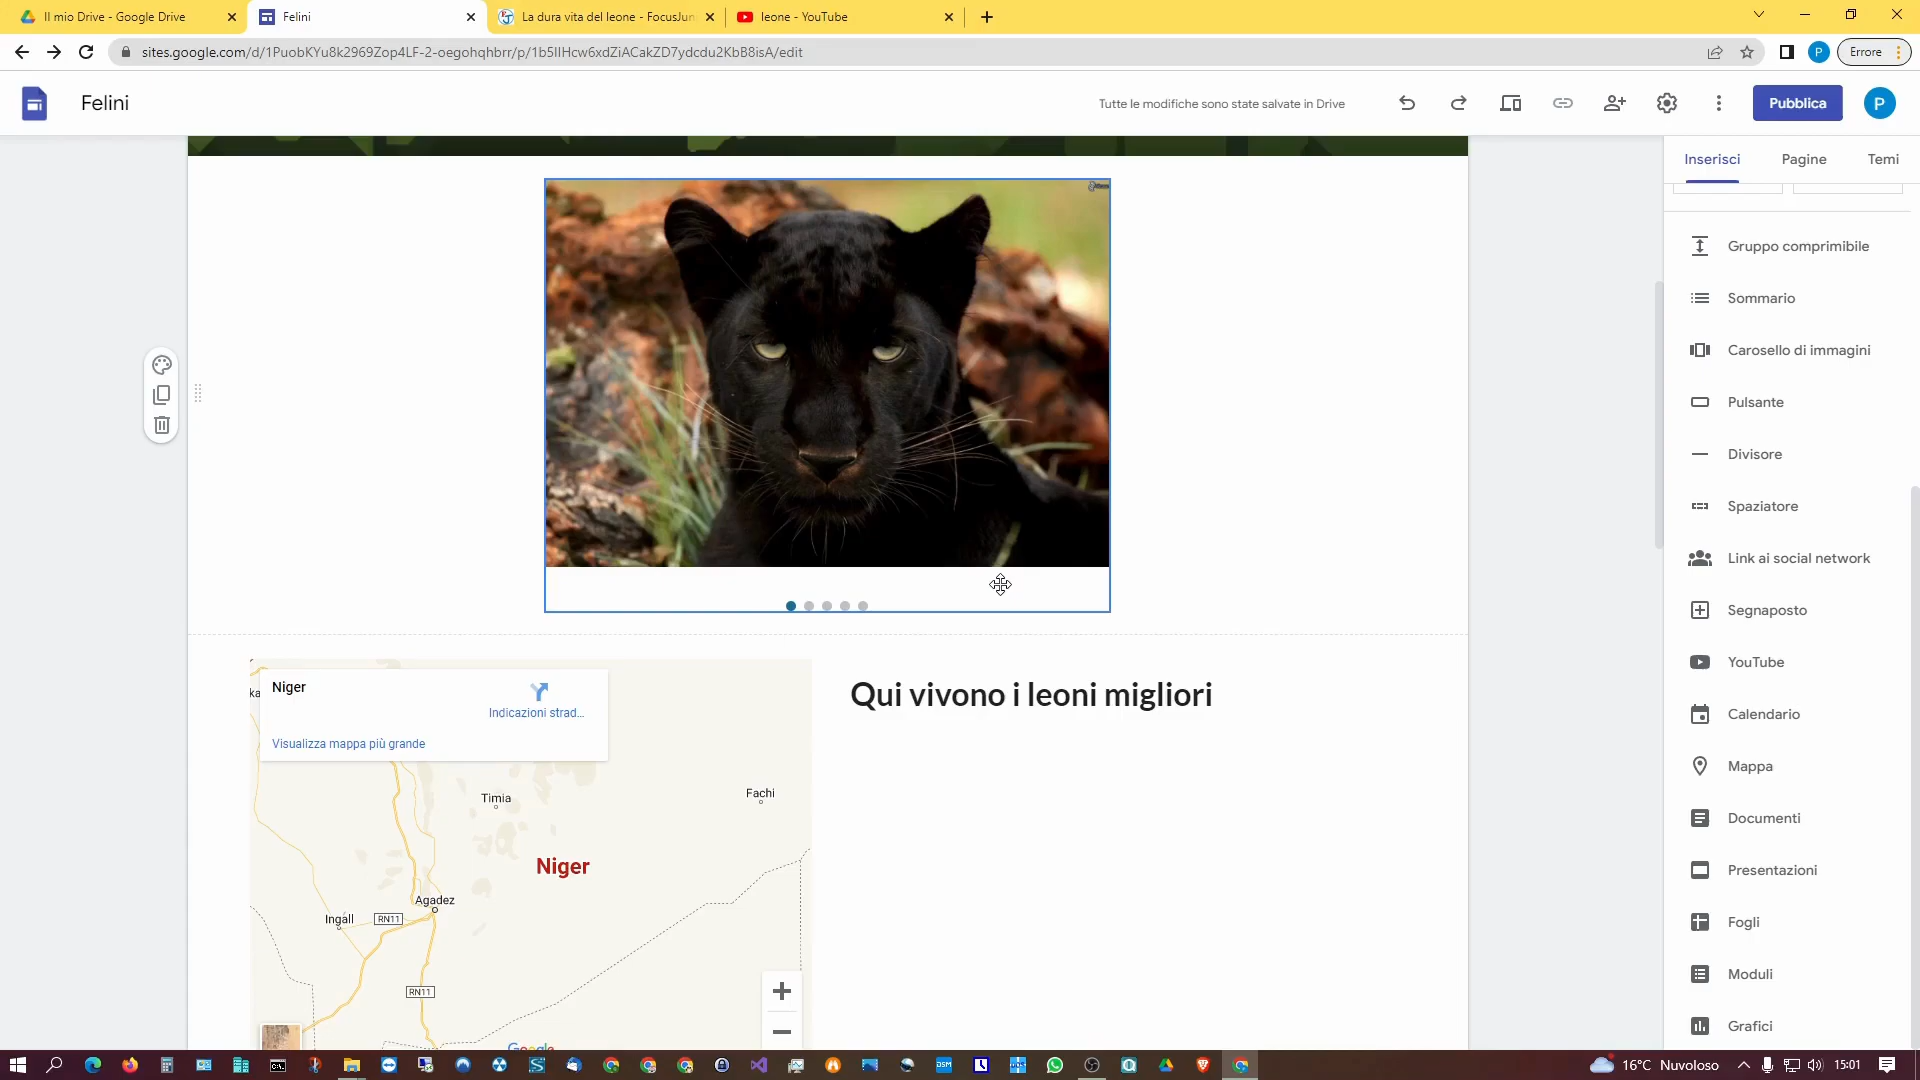 Il mio Drive - Google Drive
Felini
La dura vita del leone - FocusJun
leone - YouTube
sites.google.com/d/1PuobKYu8k2969Zop4LF-2-oegohqhbrr/p/1b5IIHcw6xdZiACakZD7ydcdu2KbB8isA/edit
P
Errore
Felini
Tutte le modifiche sono state salvate in Drive
Pubblica
P
Inserisci
Pagine
Temi
Gruppo comprimibile
Sommario
Carosello di immagini
Pulsante
Divisore
Spaziatore
Link ai social network
Segnaposto
YouTube
Calendario
Mappa
Documenti
Presentazioni
Fogli
Moduli
Grafici
Niger
Indicazioni strad...
Visualizza mappa più grande
ka
Qui vivono i leoni migliori
Timia
Fachi
Niger
Agadez
Ingall
RN11
RN11
RN11
Google
16°C Nuvoloso
15:01